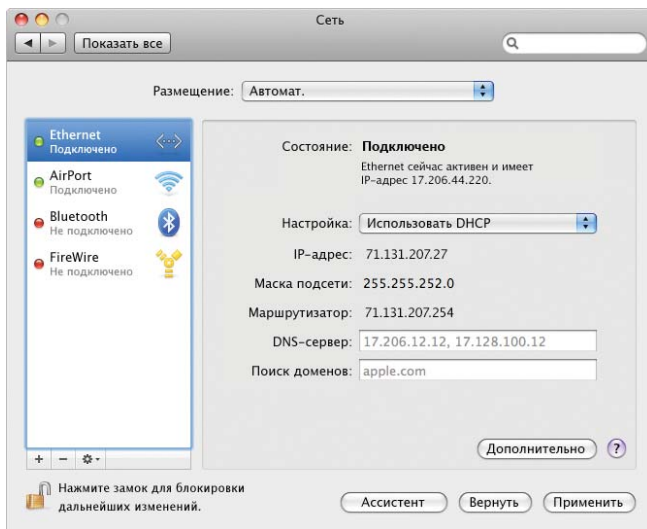 Сеть
Показать все
Размещение: Автомат.
Ethernet
Подключено
AirPort
Подключено
Bluetooth
Не подключено
FireWire
Не подключено
Состояние: Подключено
Ethernet сейчас активен и имеет
IP-адрес 17.206.44.220.
Настройка: Использовать DHCP
IP-адрес: 71.131.207.27
Маска подсети: 255.255.252.0
Маршрутизатор: 71.131.207.254
DNS-сервер: 17.206.12.12, 17.128.100.12
Поиск доменов: apple.com
Дополнительно ?
Нажмите замок для блокировки
дальнейших изменений.
Ассистент Вернуть Применить